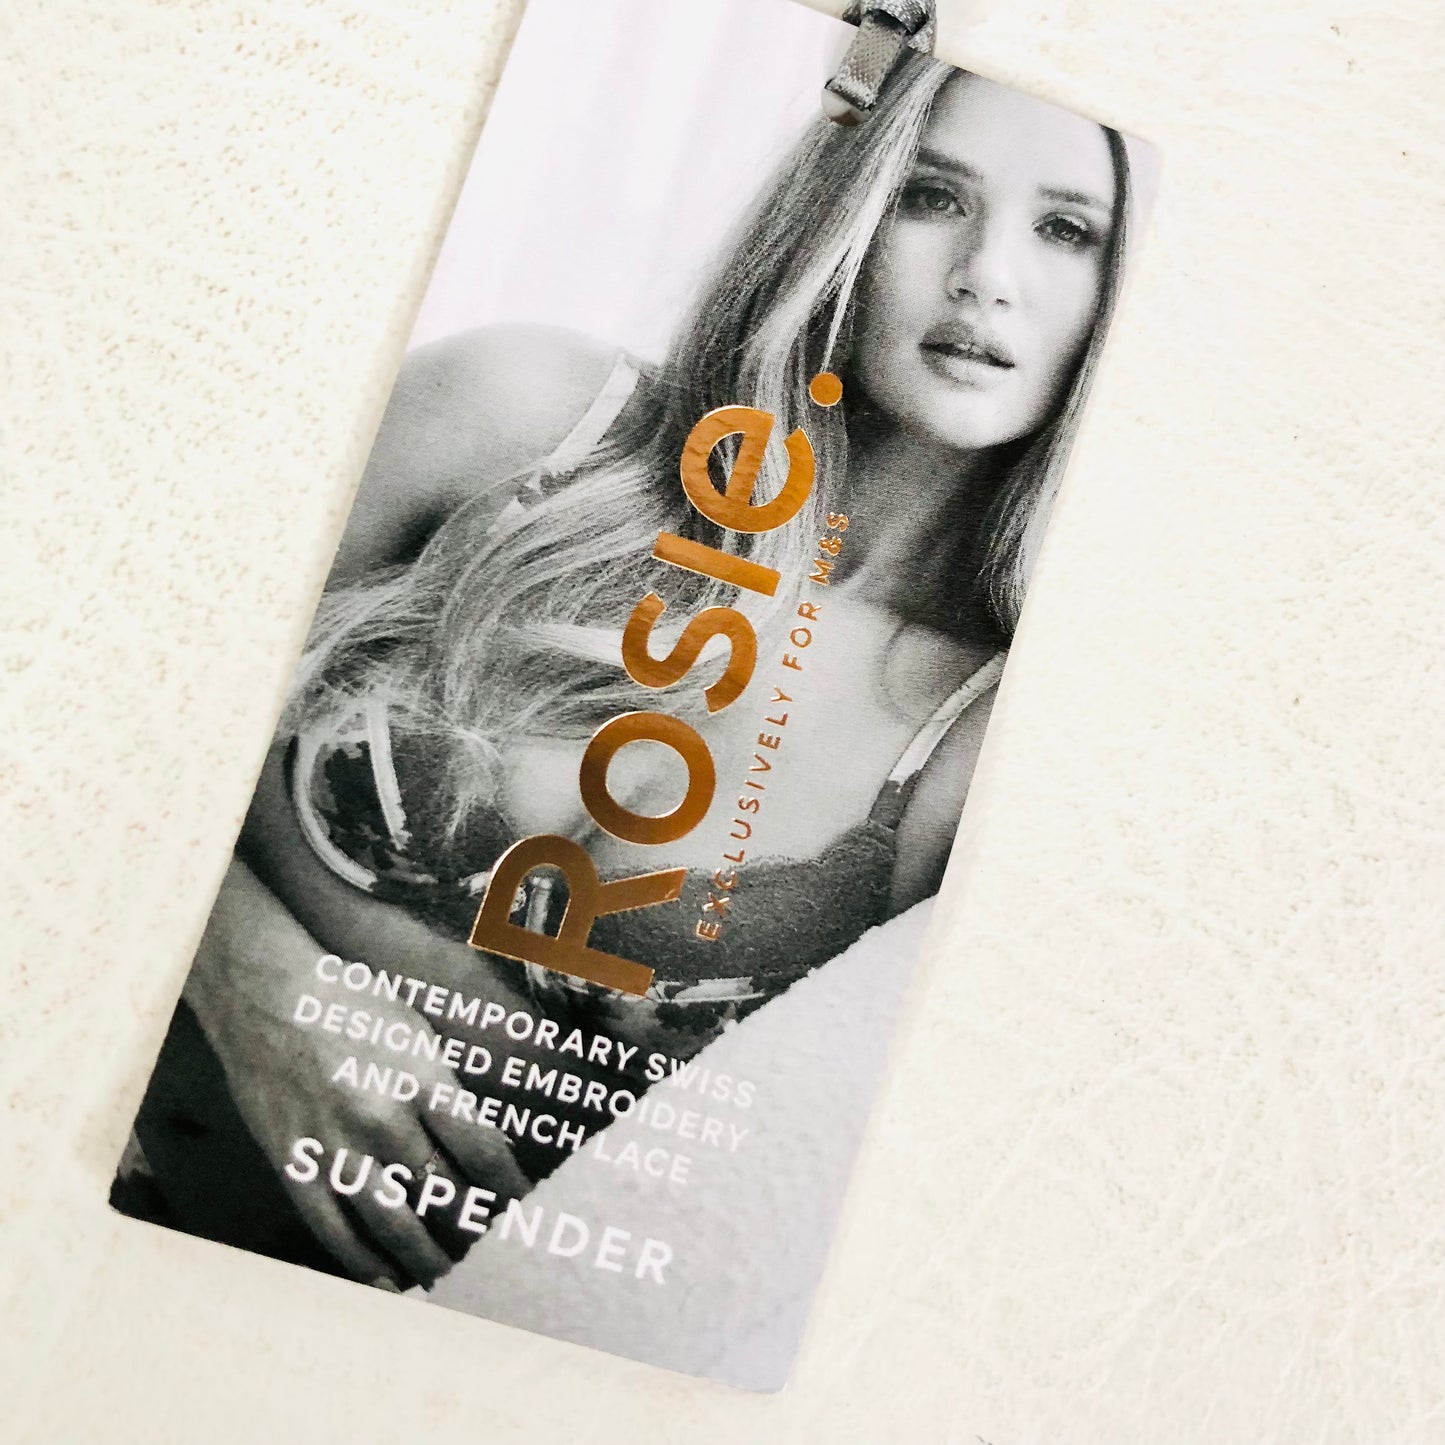 Rosie.
EXCLUSIVELY FOR M&S
CONTEMPORARY SWISS
DESIGNED EMBROIDERY
AND FRENCH LACE
SUSPENDER